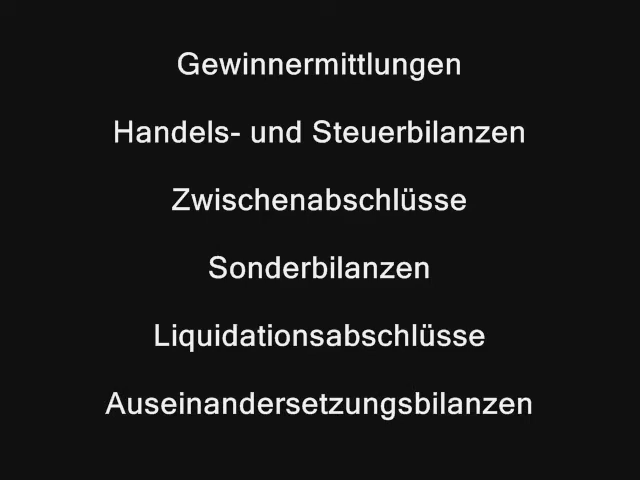 Gewinnermittlungen
Handels- und Steuerbilanzen
Zwischenabschlüsse
Sonderbilanzen
Liquidationsabschlüsse
Auseinandersetzungsbilanzen